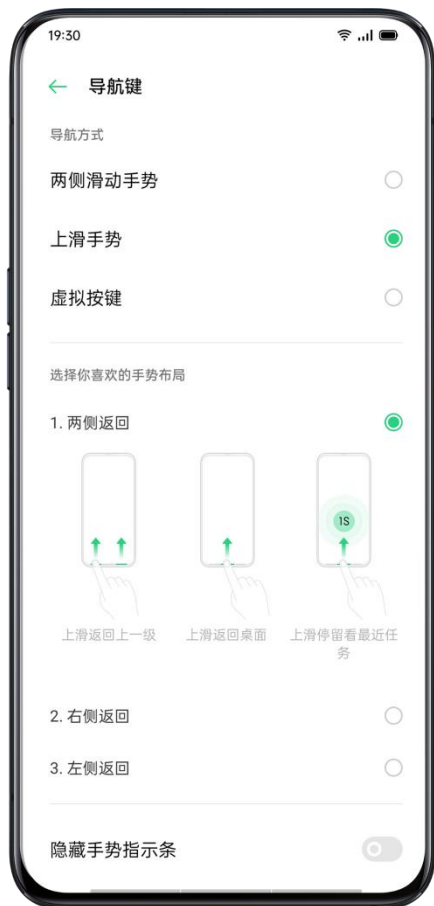 19:30
导航键
导航方式
两侧滑动手势
上滑手势
虚拟按键
选择你喜欢的手势布局
1. 两侧返回
1S
上滑返回上一级
上滑返回桌面
上滑停留看最近任
务
2. 右侧返回
3. 左侧返回
隐藏手势指示条